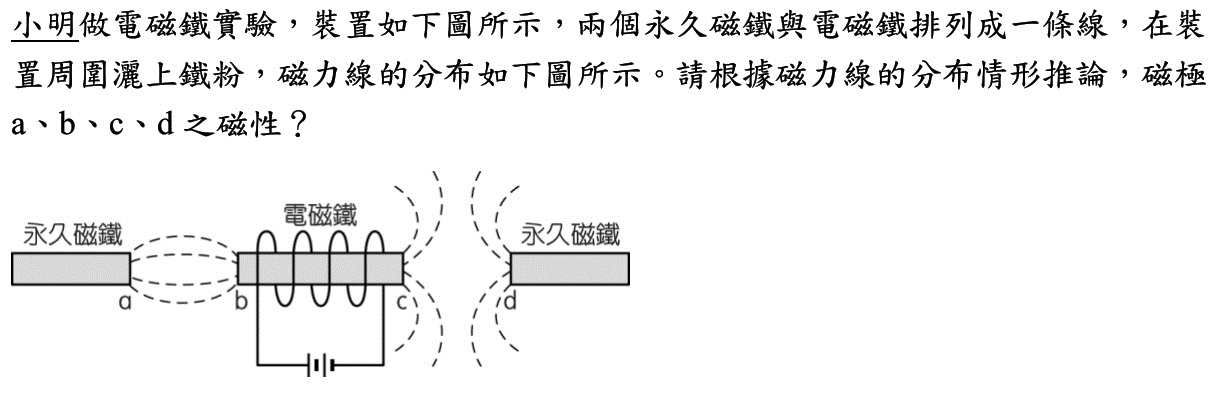 小明做電磁鐵實驗，裝置如下圖所示，兩個永久磁鐵與電磁鐵排列成一條線，在裝
置周圍灑上鐵粉，磁力線的分布如下圖所示。請根據磁力線的分布情形推論，磁極
a、b、c、d 之磁性？
電磁鐵
永久磁鐵 永久磁鐵
a b c d